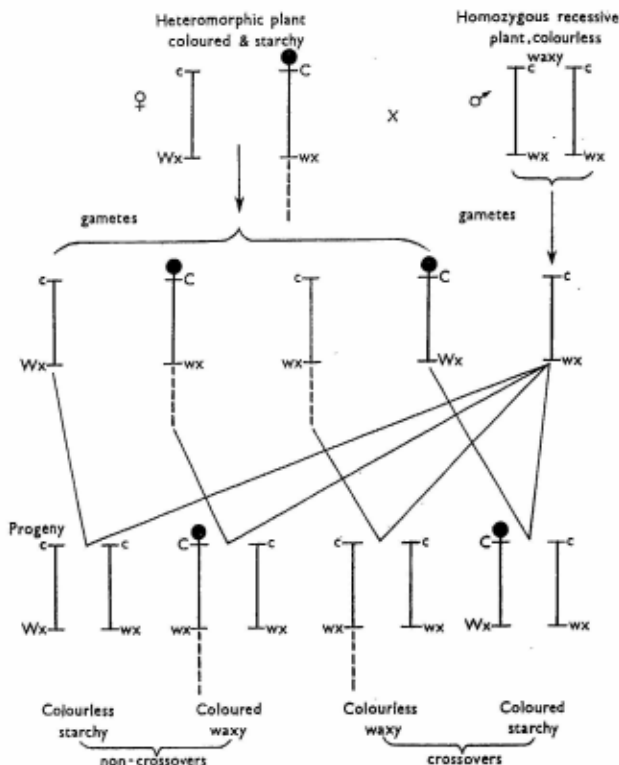 Heteromorphic plant
coloured & starchy
Homozygous recessive
plant, colourless
waxy
c
C
c
c
♀
x
♂
Wx
wx
wx
wx
gametes
gametes
c
C
c
C
c
Wx
wx
wx
Wx
wx
Progeny
c
c
C
c
c
c
C
c
Wx
wx
wx
wx
wx
wx
Wx
wx
Colourless
starchy
Coloured
waxy
Colourless
waxy
Coloured
starchy
non-crossovers
crossovers